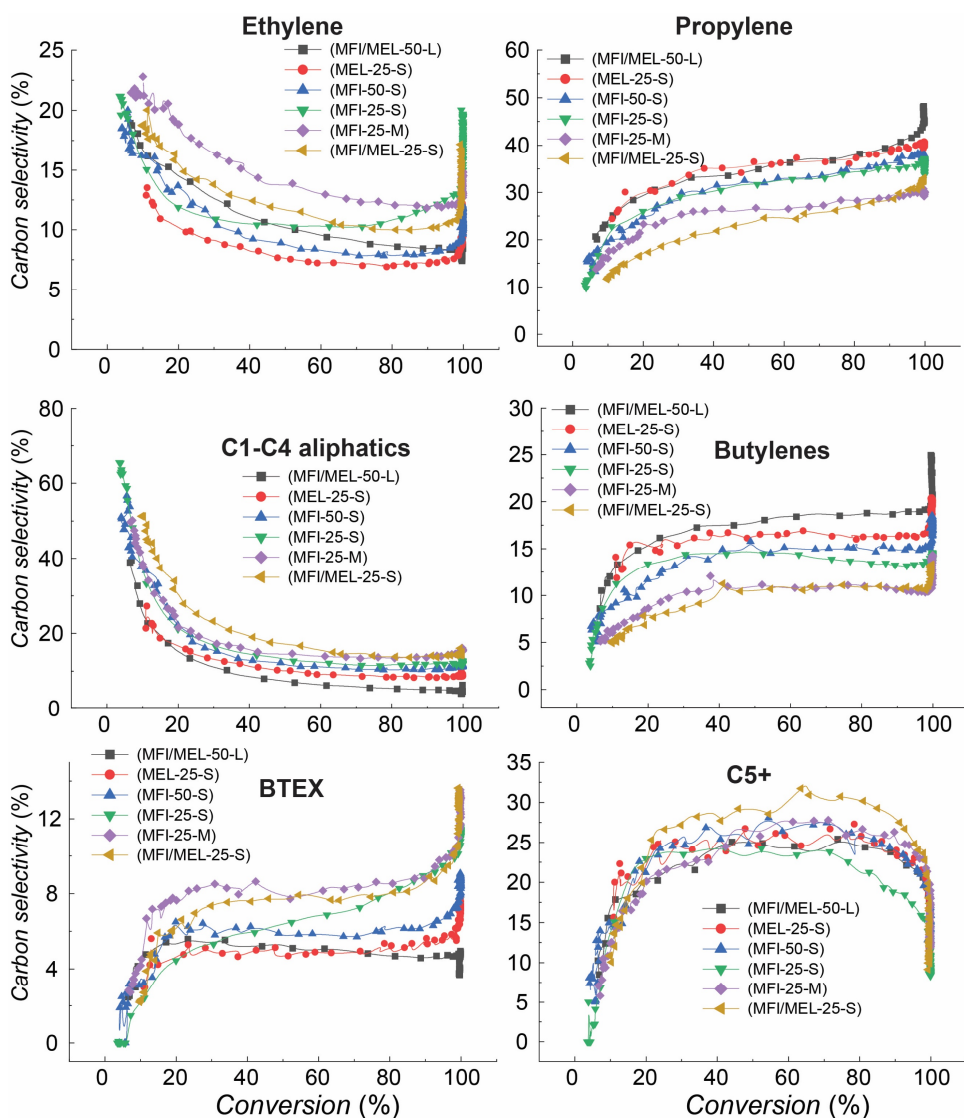 Ethylene
Carbon selectivity (%)
25
20
15
10
5
0
(MFI/MEL-50-L)
(MEL-25-S)
(MFI-50-S)
(MFI-25-S)
(MFI-25-M)
(MFI/MEL-25-S)
0 20 40 60 80 100
Propylene
60
50
40
30
20
10
0
(MFI/MEL-50-L)
(MEL-25-S)
(MFI-50-S)
(MFI-25-S)
(MFI-25-M)
(MFI/MEL-25-S)
0 20 40 60 80 100
C1-C4 aliphatics
Carbon selectivity (%)
80
60
40
20
0
(MFI/MEL-50-L)
(MEL-25-S)
(MFI-50-S)
(MFI-25-S)
(MFI-25-M)
(MFI/MEL-25-S)
0 20 40 60 80 100
Butylenes
30
25
20
15
10
5
0
(MFI/MEL-50-L)
(MEL-25-S)
(MFI-50-S)
(MFI-25-S)
(MFI-25-M)
(MFI/MEL-25-S)
0 20 40 60 80 100
BTEX
Carbon selectivity (%)
12
8
4
0
(MFI/MEL-50-L)
(MEL-25-S)
(MFI-50-S)
(MFI-25-S)
(MFI-25-M)
(MFI/MEL-25-S)
0 20 40 60 80 100
Conversion (%)
C5+
35
30
25
20
15
10
5
0
(MFI/MEL-50-L)
(MEL-25-S)
(MFI-50-S)
(MFI-25-S)
(MFI-25-M)
(MFI/MEL-25-S)
0 20 40 60 80 100
Conversion (%)